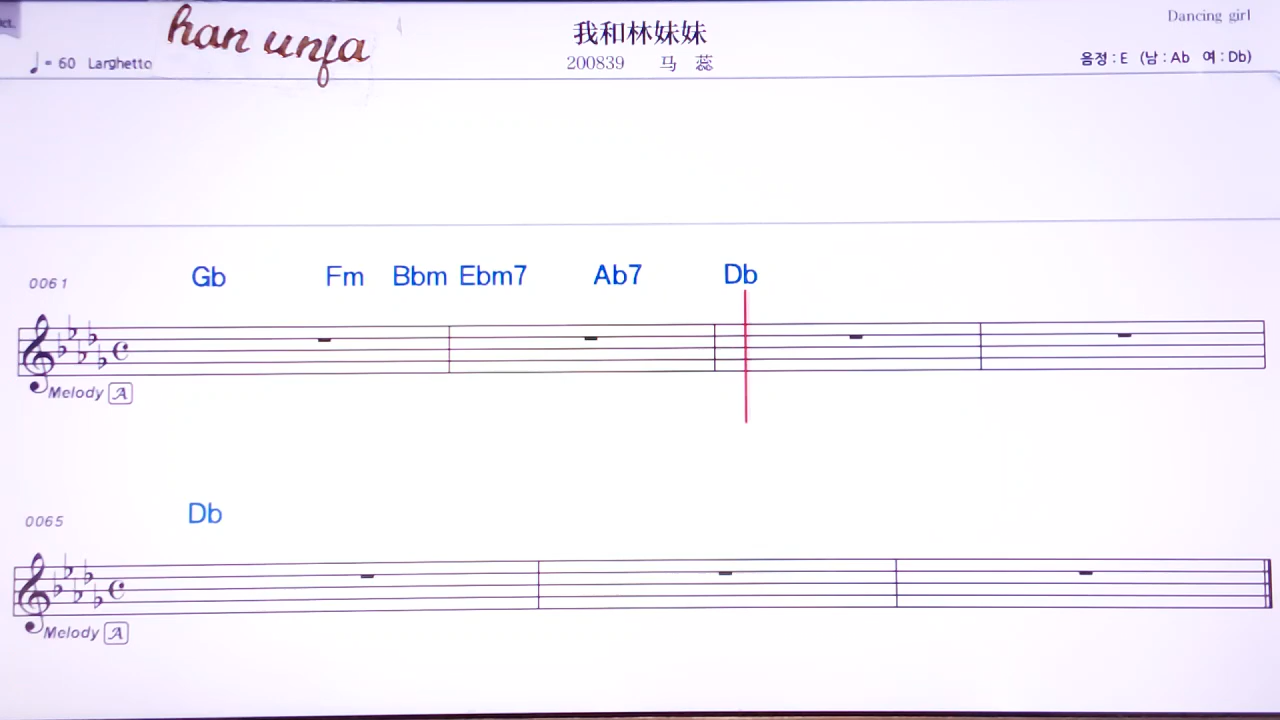 han unfa
我和林妹妹
Dancing girl
= 60 Larghetto
200839 马 蕊
음정 : E (남 : Ab 여 : Db)
0061 Gb Fm Bbm Ebm7 Ab7 Db
Melody A
0065 Db
Melody A